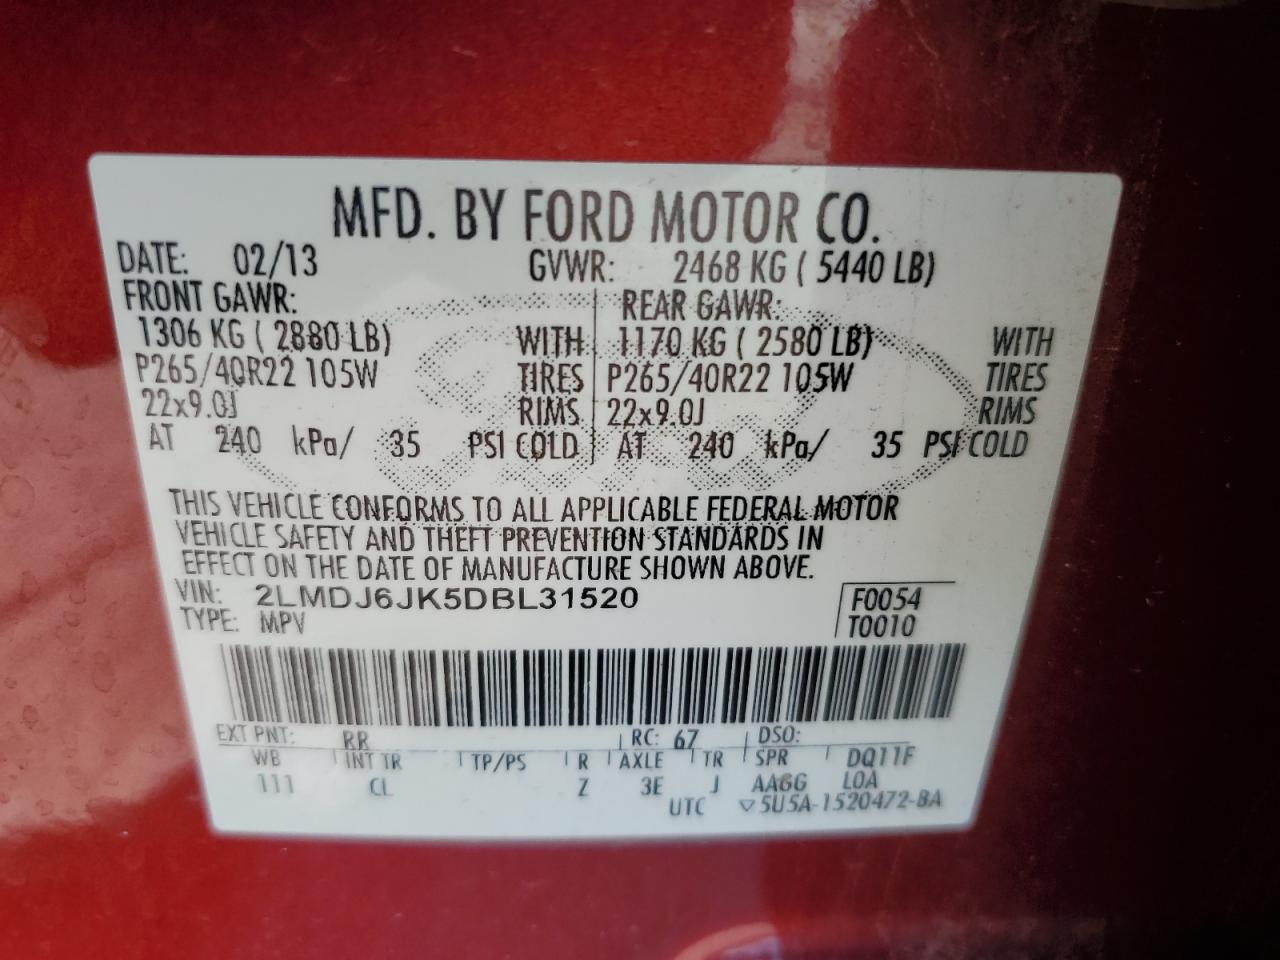 MFD. BY FORD MOTOR CO.
DATE: 02/13 GVWR: 2468 KG ( 5440 LB)
FRONT GAWR: REAR GAWR:
1306 KG ( 2880 LB) WITH 1170 KG ( 2580 LB) WITH
P265/40R22 105W TIRES P265/40R22 105W TIRES
22x9.0J RIMS 22x9.0J RIMS
AT 240 kPa/ 35 PSI COLD AT 240 kPa/ 35 PSI COLD
THIS VEHICLE CONFORMS TO ALL APPLICABLE FEDERAL MOTOR
VEHICLE SAFETY AND THEFT PREVENTION STANDARDS IN
EFFECT ON THE DATE OF MANUFACTURE SHOWN ABOVE.
VIN: 2LMDJ6JK5DBL31520 F0054
TYPE: MPV T0010
EXT PNT: RR RC: 67 DSO:
WB INT TR TP/PS R AXLE TR SPR DQ11F
111 CL Z 3E J AA6G L0A
UTC ▽5U5A-1520472-BA